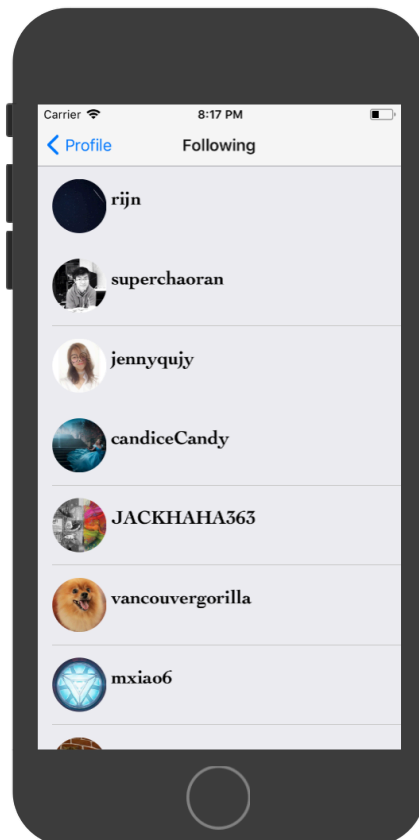 Carrier 8:17 PM
Profile Following
rijn
superchaoran
jennyqujy
candiceCandy
JACKHAHA363
vancouvergorilla
mxiao6